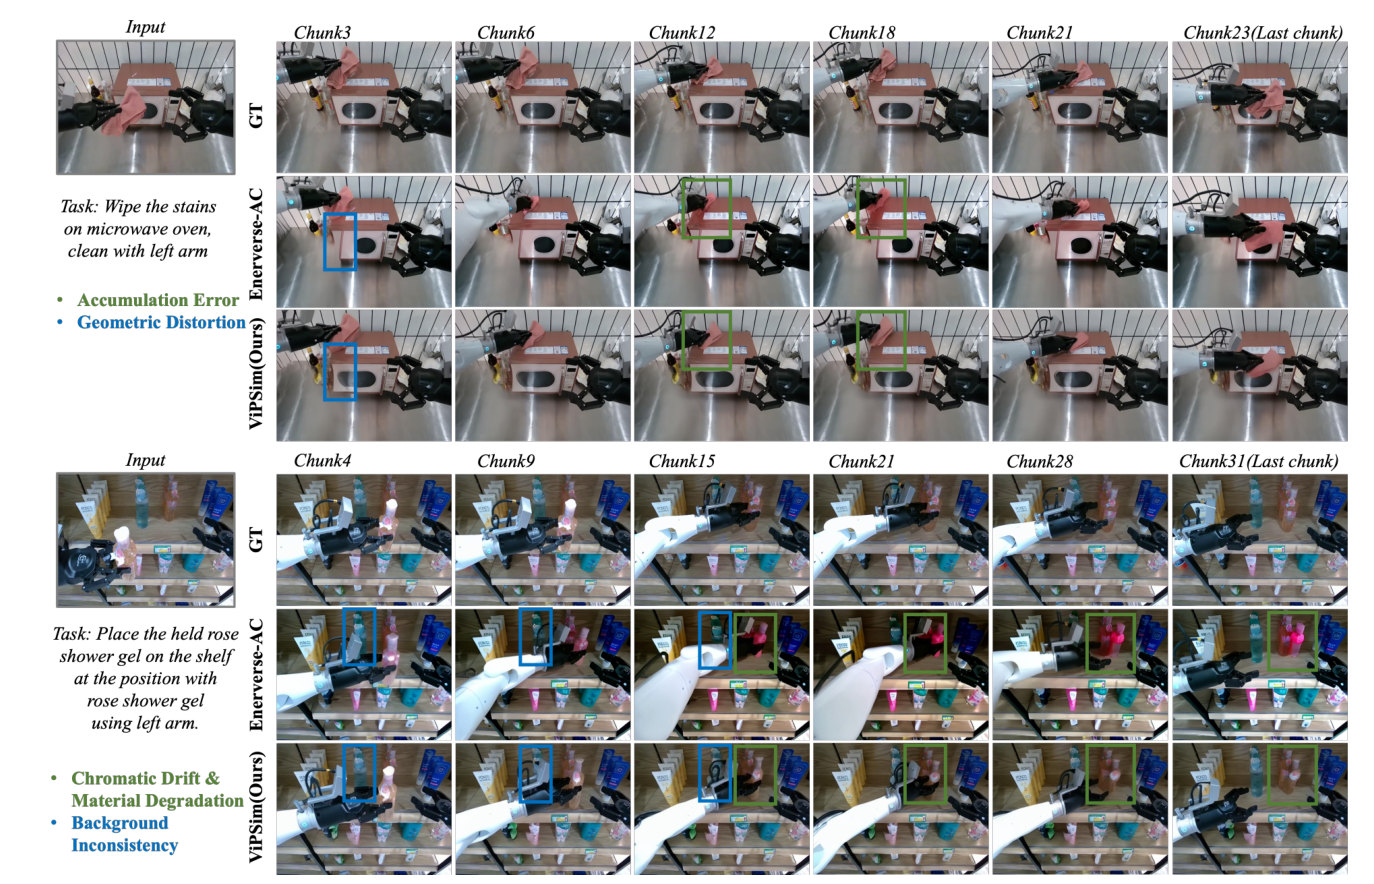 Input
Chunk3
Chunk6
Chunk12
Chunk18
Chunk21
Chunk23(Last chunk)
GT
Task: Wipe the stains
on microwave oven,
clean with left arm
Enerverse-AC
• Accumulation Error
• Geometric Distortion
ViPSim(Ours)
Input
Chunk4
Chunk9
Chunk15
Chunk21
Chunk28
Chunk31(Last chunk)
GT
Task: Place the held rose
shower gel on the shelf
at the position with
rose shower gel
using left arm.
Enerverse-AC
• Chromatic Drift &
Material Degradation
• Background
Inconsistency
ViPSim(Ours)